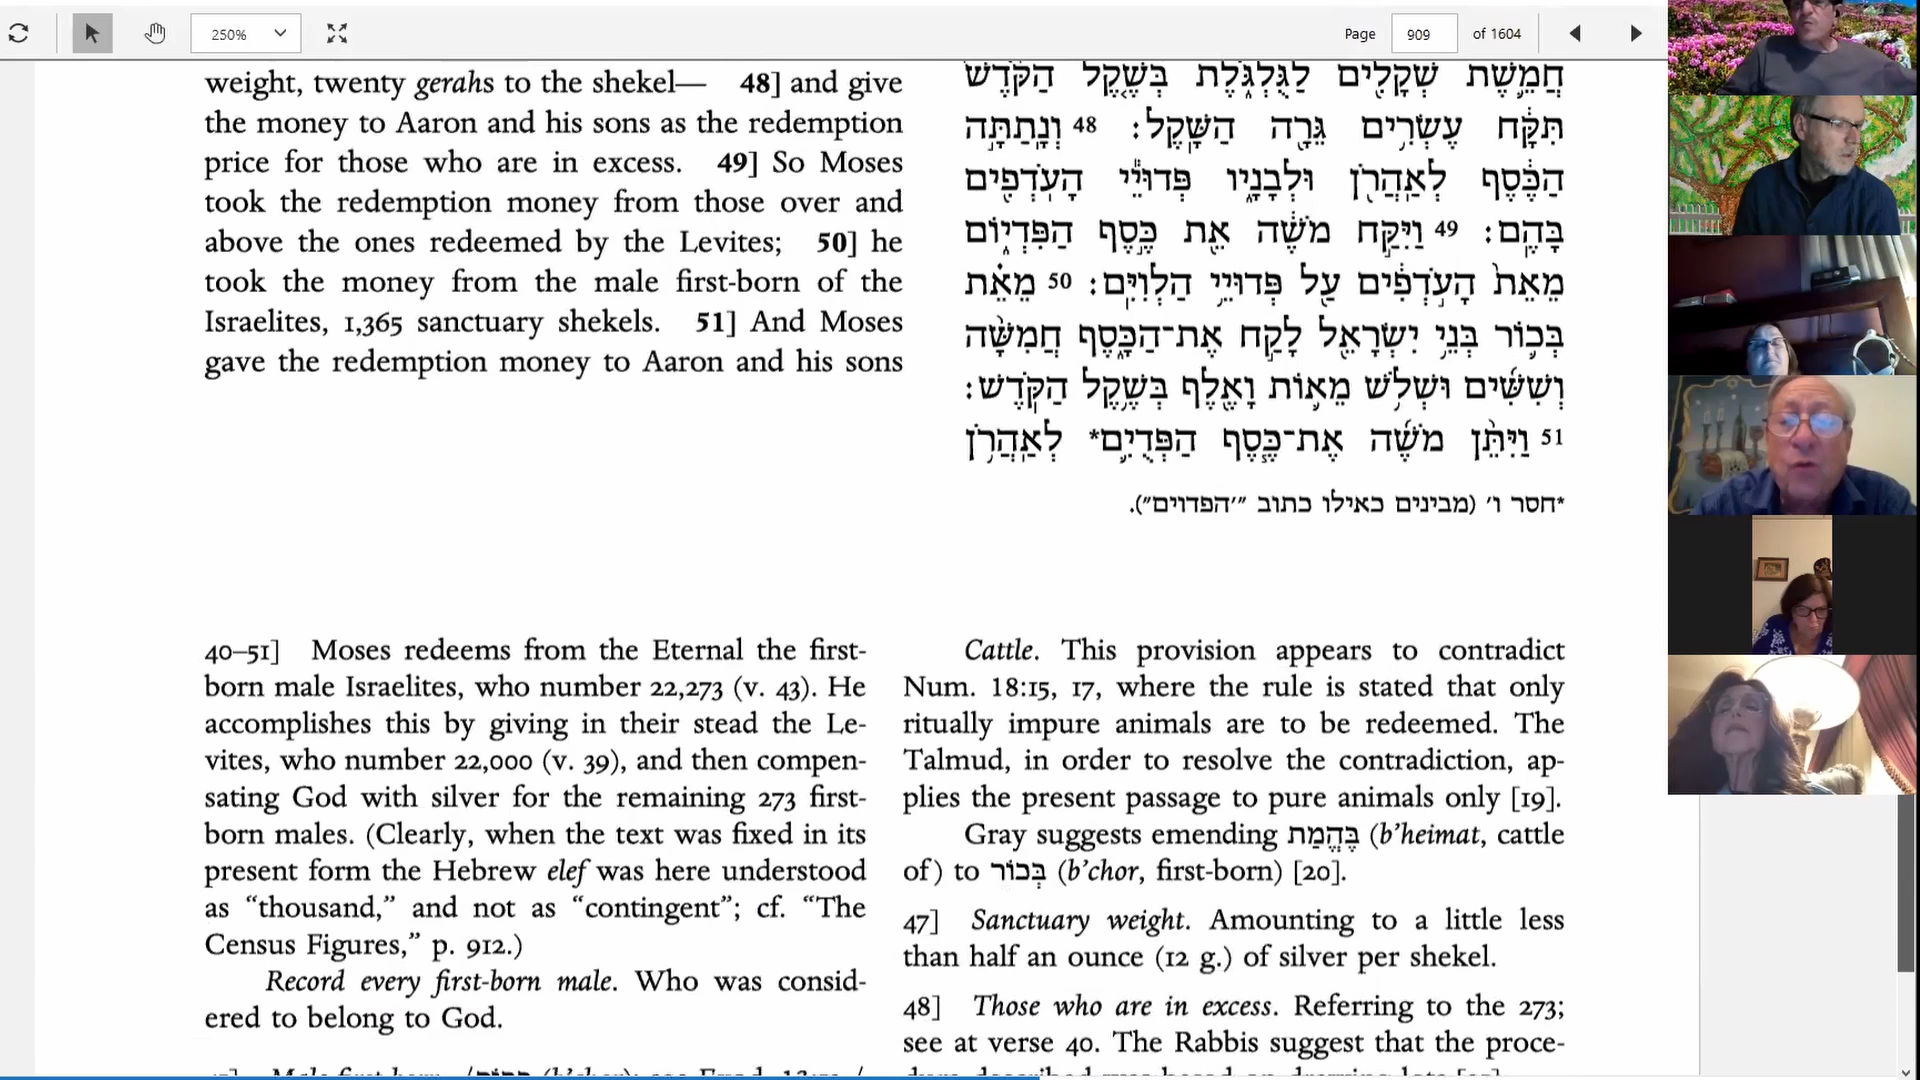 250%
Page 909 of 1604
weight, twenty gerahs to the shekel— 48] and give
the money to Aaron and his sons as the redemption
price for those who are in excess. 49] So Moses
took the redemption money from those over and
above the ones redeemed by the Levites; 50] he
took the money from the male first-born of the
Israelites, 1,365 sanctuary shekels. 51] And Moses
gave the redemption money to Aaron and his sons
חֲמֵ֧שֶׁת שְׁקָלִ֛ים לַגֻּלְגֹּ֖לֶת בְּשֶׁ֤קֶל הַקֹּ֙דֶשׁ֙
תִּקָּ֔ח עֶשְׂרִ֥ים גֵּרָ֖ה הַשָּֽׁקֶל׃ 48 וְנָתַתָּ֣ה
הַכֶּ֔סֶף לְאַהֲרֹ֖ן וּלְבָנָ֑יו פְּדוּיֵ֕י הָעֹדְפִ֖ים
בָּהֶֽם׃ 49 וַיִּקַּ֣ח מֹשֶׁ֔ה אֵ֖ת כֶּ֣סֶף הַפִּדְי֑וֹם
מֵאֵת֙ הָעֹ֣דְפִ֔ים עַ֖ל פְּדוּיֵ֥י הַלְוִיִּֽם׃ 50 מֵאֵ֗ת
בְּכ֛וֹר בְּנֵ֥י יִשְׂרָאֵ֖ל לָקַ֣ח אֶת־הַכָּ֑סֶף חֲמִשָּׁ֨ה
וְשִׁשִּׁ֜ים וּשְׁלֹ֥שׁ מֵא֛וֹת וָאֶ֖לֶף בְּשֶׁ֥קֶל הַקֹּֽדֶשׁ׃
51 וַיִּתֵּ֨ן מֹשֶׁ֜ה אֶת־כֶּ֧סֶף הַפְּדֻיִ֛ם* לְאַהֲרֹ֥ן
*חסר ו׳ (מבינים כאילו כתוב ״׳הפדוים״).
40–51] Moses redeems from the Eternal the first-
born male Israelites, who number 22,273 (v. 43). He
accomplishes this by giving in their stead the Le-
vites, who number 22,000 (v. 39), and then compen-
sating God with silver for the remaining 273 first-
born males. (Clearly, when the text was fixed in its
present form the Hebrew elef was here understood
as “thousand,” and not as “contingent”; cf. “The
Census Figures,” p. 912.)
Record every first-born male. Who was consid-
ered to belong to God.
Cattle. This provision appears to contradict
Num. 18:15, 17, where the rule is stated that only
ritually impure animals are to be redeemed. The
Talmud, in order to resolve the contradiction, ap-
plies the present passage to pure animals only [19].
Gray suggests emending בֶּהֱמַת (b’heimat, cattle
of) to בְּכוֹר (b’chor, first-born) [20].
47] Sanctuary weight. Amounting to a little less
than half an ounce (12 g.) of silver per shekel.
48] Those who are in excess. Referring to the 273;
see at verse 40. The Rabbis suggest that the proce-